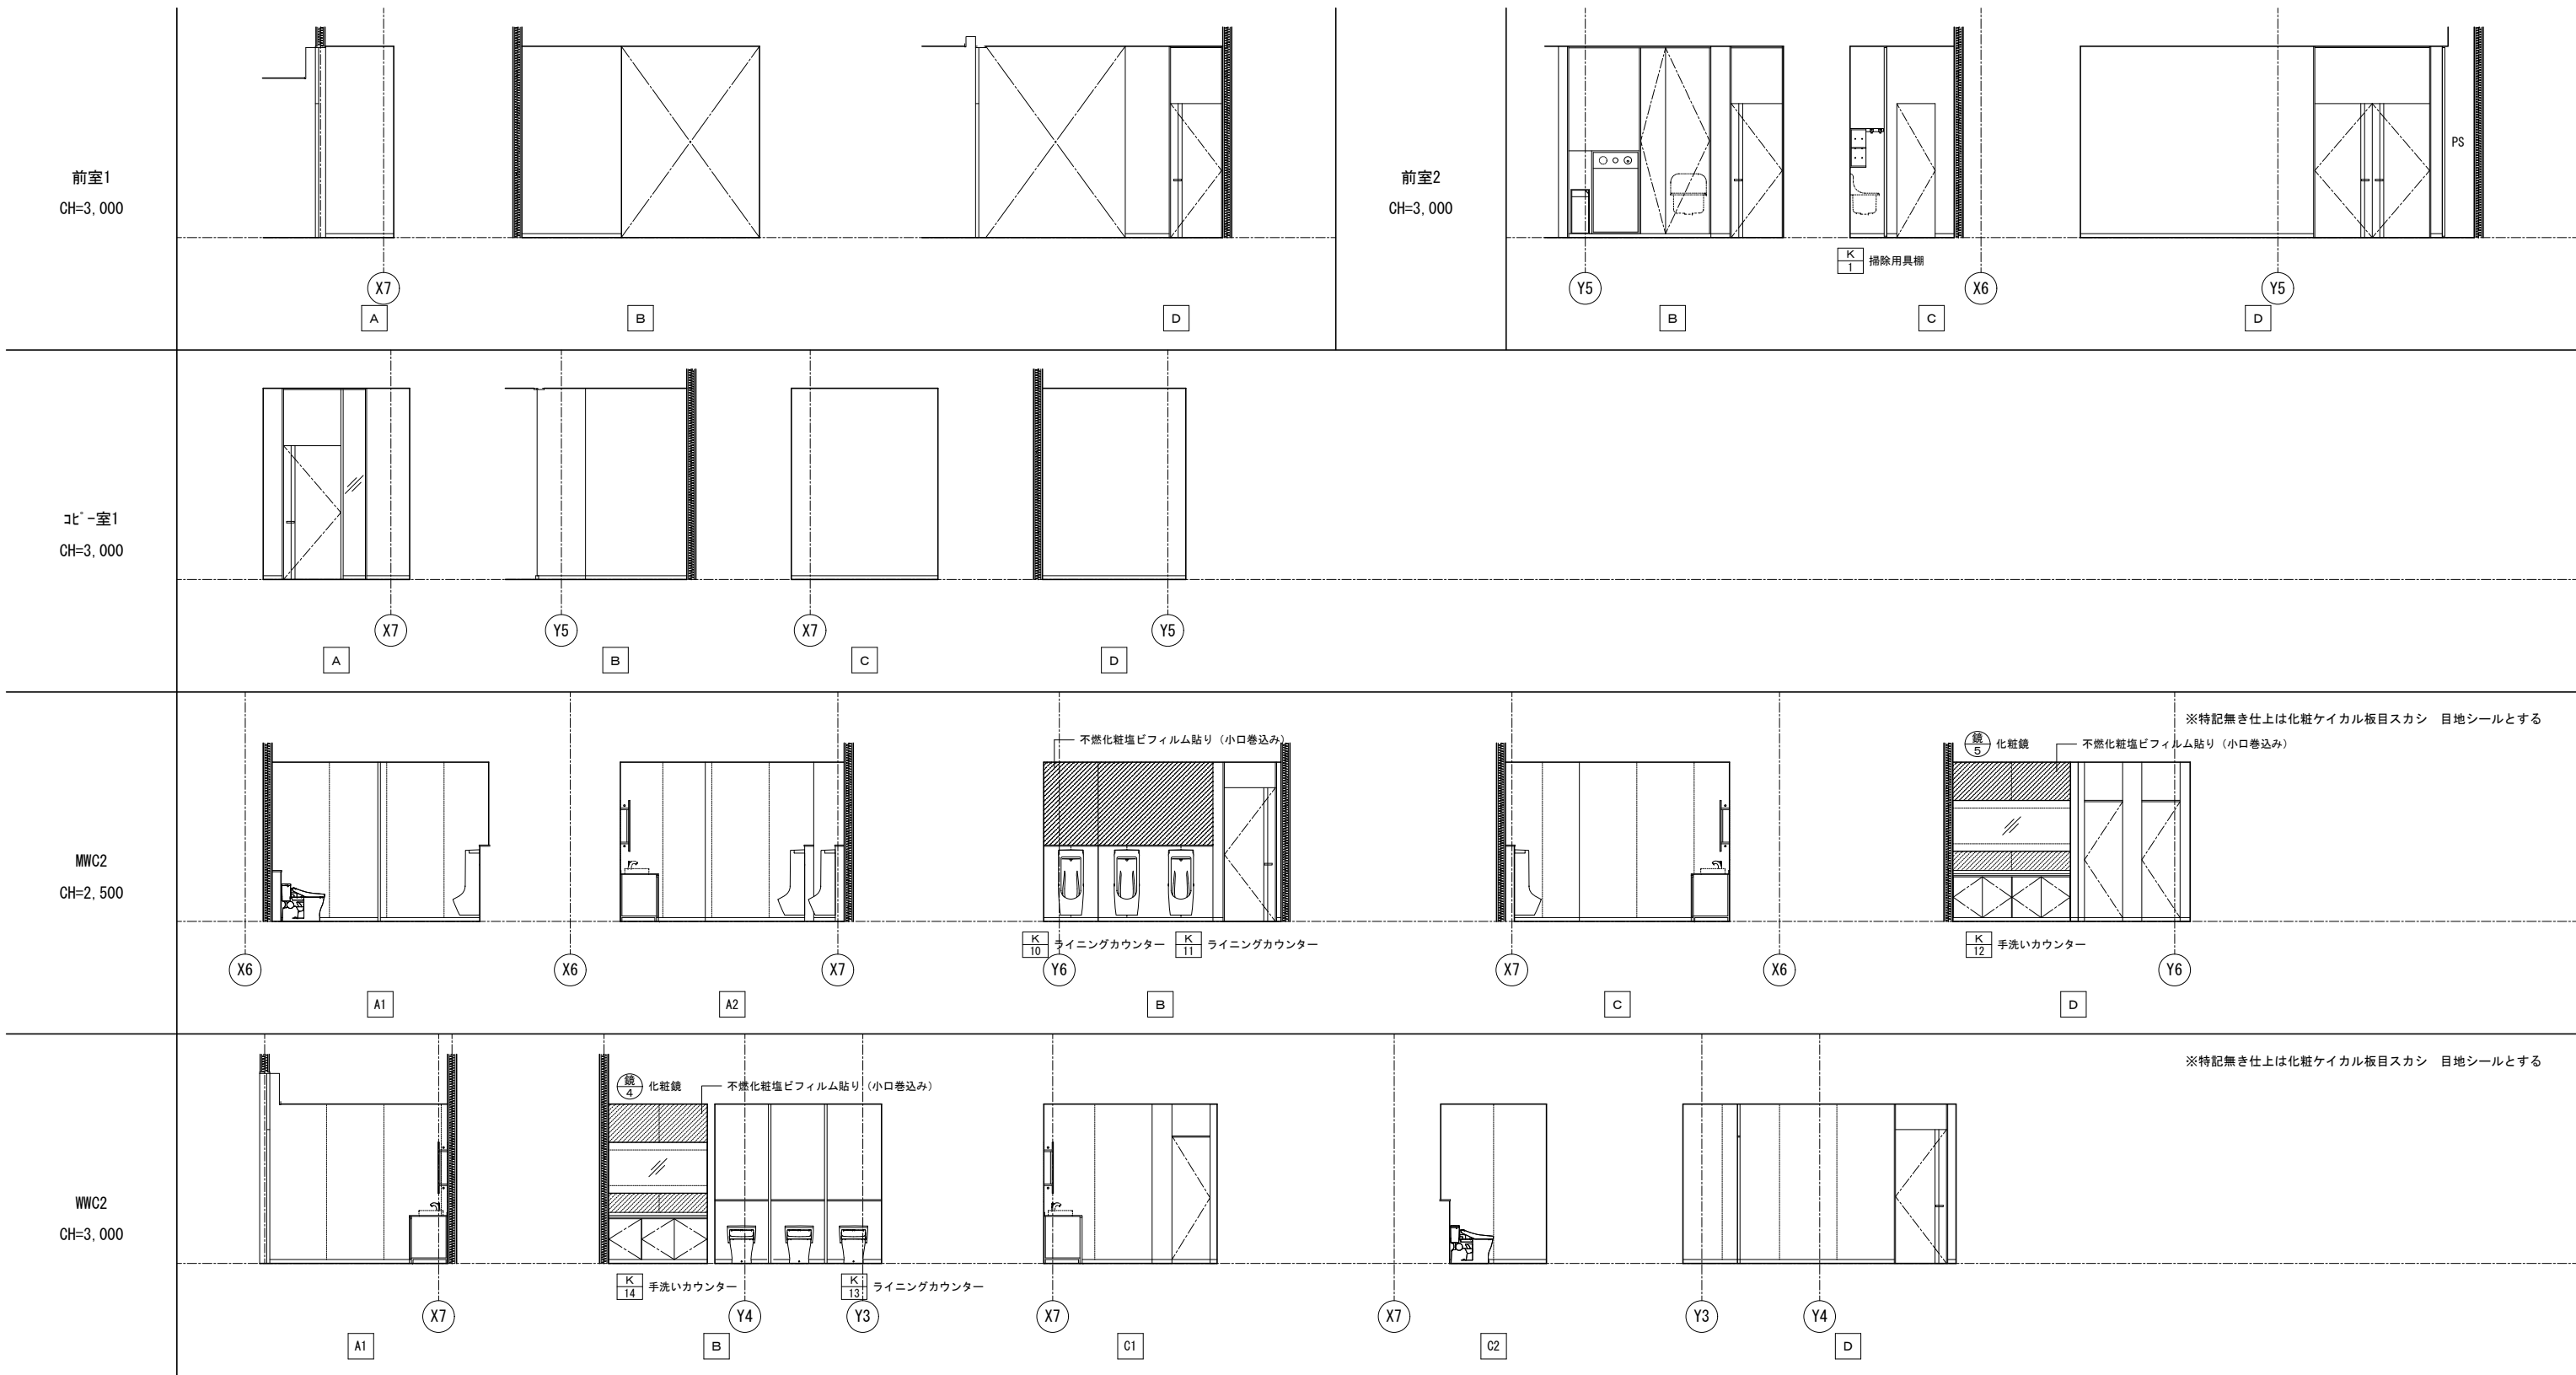 前室1
CH=3,000
X7
A
B
D
前室2
CH=3,000
PS
K
1
掃除用具棚
Y5
B
X6
C
Y5
D
ｺﾋﾟｰ室1
CH=3,000
X7
A
Y5
B
X7
C
Y5
D
MWC2
CH=2,500
※特記無き仕上は化粧ケイカル板目スカシ 目地シールとする
不燃化粧塩ビフィルム貼り（小口巻込み）
鏡
5
化粧鏡
不燃化粧塩ビフィルム貼り（小口巻込み）
K
10
ライニングカウンター
K
11
ライニングカウンター
K
12
手洗いカウンター
X6
A1
X6
X7
A2
Y6
B
X7
X6
C
Y6
D
WWC2
CH=3,000
※特記無き仕上は化粧ケイカル板目スカシ 目地シールとする
鏡
4
化粧鏡
不燃化粧塩ビフィルム貼り（小口巻込み）
K
14
手洗いカウンター
K
13
ライニングカウンター
X7
A1
Y4
Y3
B
X7
C1
X7
C2
Y3
Y4
D